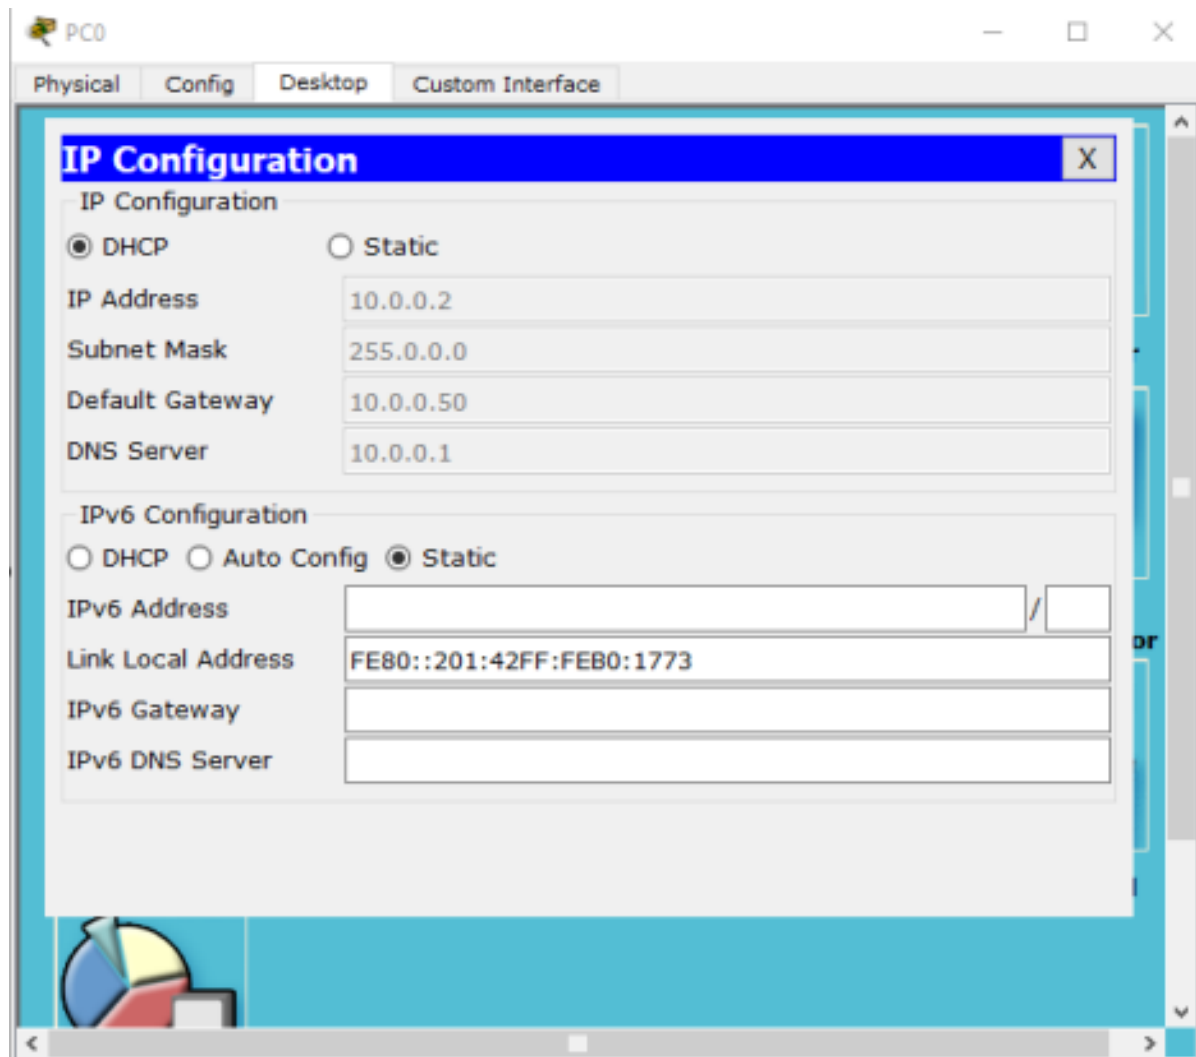 PC0
Physical Config Desktop Custom Interface
IP Configuration X
IP Configuration
DHCP Static
IP Address 10.0.0.2
Subnet Mask 255.0.0.0
Default Gateway 10.0.0.50
DNS Server 10.0.0.1
IPv6 Configuration
DHCP Auto Config Static
IPv6 Address /
Link Local Address FE80::201:42FF:FEB0:1773
or
IPv6 Gateway
IPv6 DNS Server